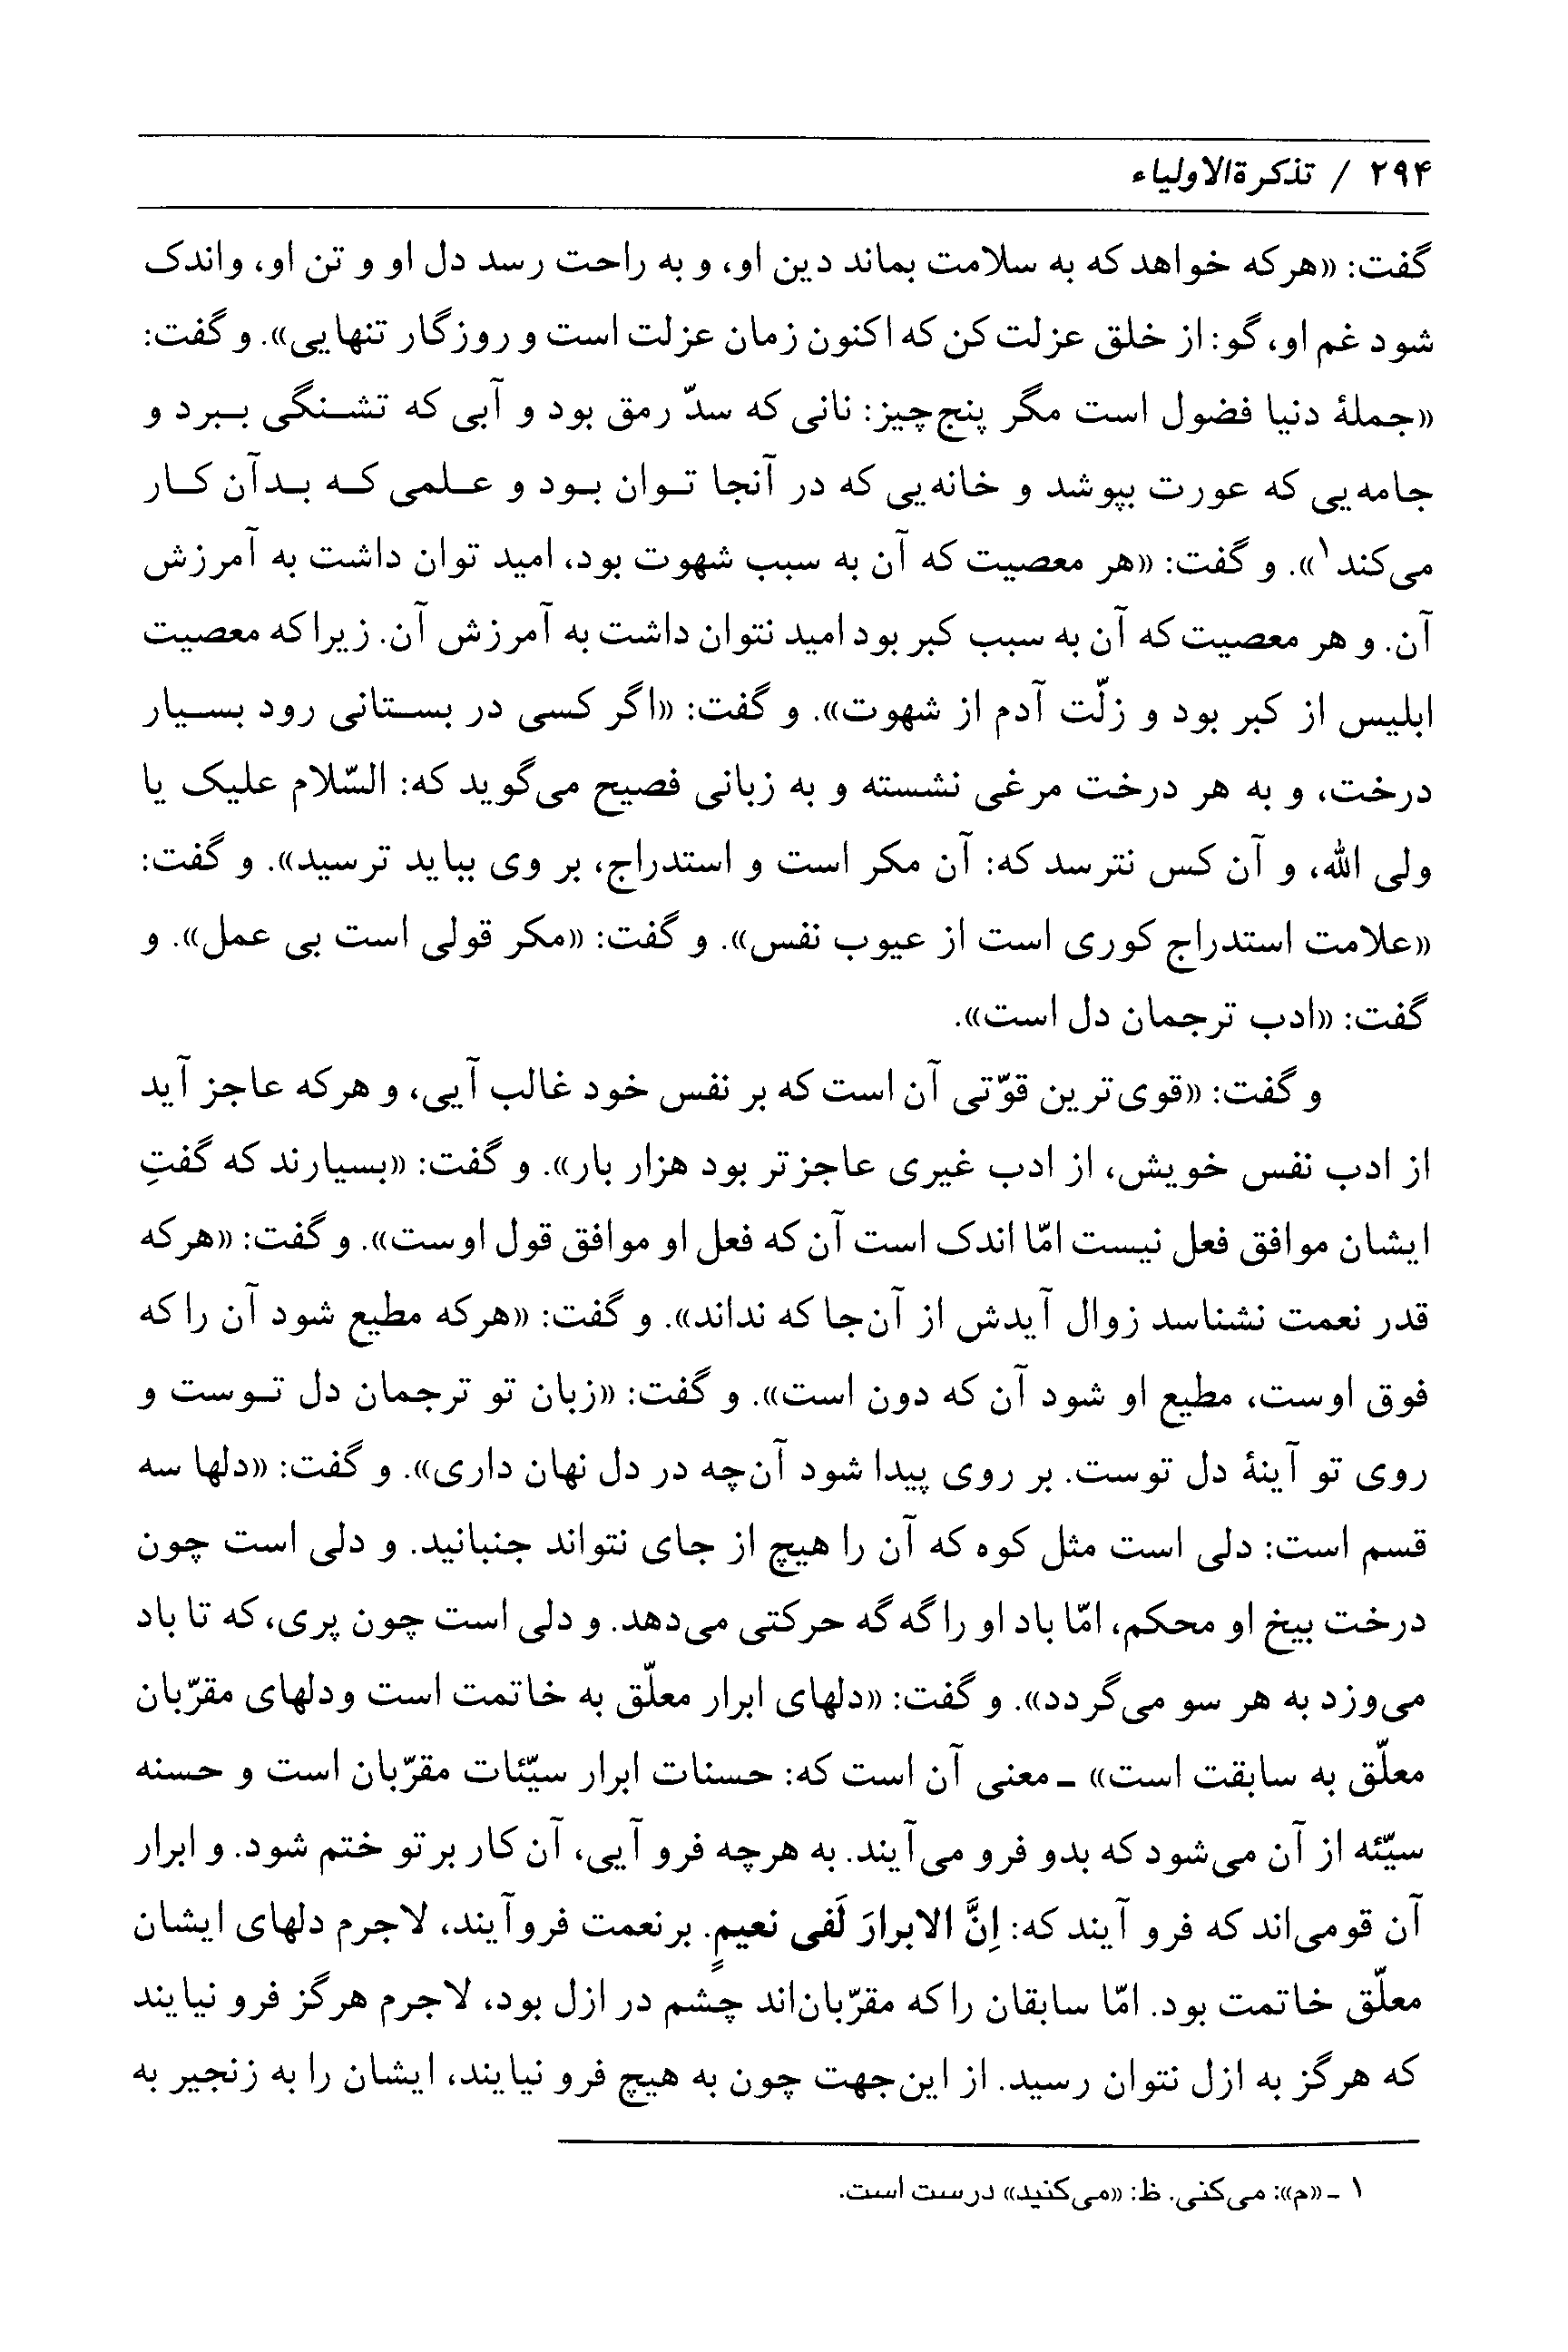 ۲۹۴ / تذکرةالاولیاء
گفت: «هرکه خواهد که به سلامت بماند دین او، و به راحت رسد دل او و تن او، واندک
شود غم او، گو: از خلق عزلت کن که اکنون زمان عزلت است و روزگار تنهایی». و گفت:
«جملهٔ دنیا فضول است مگر پنج‌چیز: نانی که سدّ رمق بود و آبی که تشـنگی بـبرد و
جامه‌یی که عورت بپوشد و خانه‌یی که در آنجا تـوان بـود و عـلمی کـه بـدآن کـار
می‌کند۱». و گفت: «هر معصیت که آن به سبب شهوت بود، امید توان داشت به آمرزش
آن. و هر معصیت که آن به سبب کبر بود امید نتوان داشت به آمرزش آن. زیرا که معصیت
ابلیس از کبر بود و زلّت آدم از شهوت». و گفت: «اگر کسی در بسـتانی رود بسـیار
درخت، و به هر درخت مرغی نشسته و به زبانی فصیح می‌گوید که: السّلام علیک یا
ولی الله، و آن کس نترسد که: آن مکر است و استدراج، بر وی بباید ترسید». و گفت:
«علامت استدراج کوری است از عیوب نفس». و گفت: «مکر قولی است بی عمل». و
گفت: «ادب ترجمان دل است».
و گفت: «قوی‌ترین قوّتی آن است که بر نفس خود غالب آیی، و هرکه عاجز آید
از ادب نفس خویش، از ادب غیری عاجزتر بود هزار بار». و گفت: «بسیارند که گفتِ
ایشان موافق فعل نیست امّا اندک است آن که فعل او موافق قول اوست». و گفت: «هرکه
قدر نعمت نشناسد زوال آیدش از آن‌جا که نداند». و گفت: «هرکه مطیع شود آن را که
فوق اوست، مطیع او شود آن که دون است». و گفت: «زبان تو ترجمان دل تـوست و
روی تو آینهٔ دل توست. بر روی پیدا شود آن‌چه در دل نهان داری». و گفت: «دلها سه
قسم است: دلی است مثل کوه که آن را هیچ از جای نتواند جنبانید. و دلی است چون
درخت بیخ او محکم، امّا باد او را گه گه حرکتی می‌دهد. و دلی است چون پری، که تا باد
می‌وزد به هر سو می‌گردد». و گفت: «دلهای ابرار معلّق به خاتمت است و دلهای مقرّبان
معلّق به سابقت است» ـ معنی آن است که: حسنات ابرار سیّئات مقرّبان است و حسنه
سیّئه از آن می‌شود که بدو فرو می‌آیند. به هرچه فرو آیی، آن کار بر تو ختم شود. و ابرار
آن قومی‌اند که فرو آیند که: اِنَّ الابرارَ لَفی نعیمٍ. برنعمت فروآیند، لاجرم دلهای ایشان
معلّق خاتمت بود. امّا سابقان را که مقرّبان‌اند چشم در ازل بود، لاجرم هرگز فرو نیایند
که هرگز به ازل نتوان رسید. از این‌جهت چون به هیچ فرو نیایند، ایشان را به زنجیر به
۱ ـ «م»: می‌کنی. ظ: «می‌کنید» درست است.